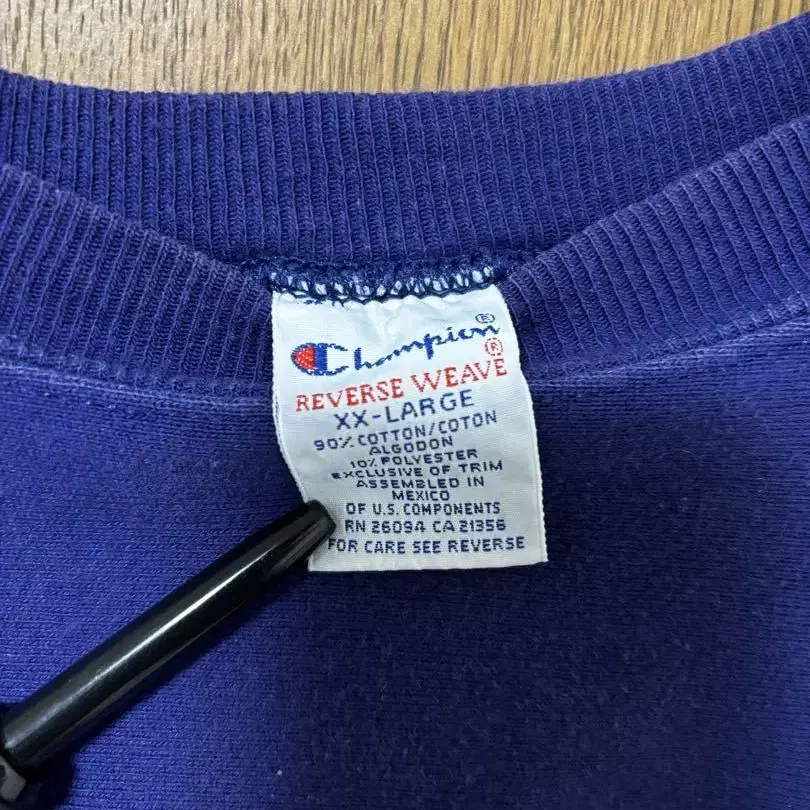 Champion®
®
REVERSE WEAVE
XX-LARGE
90% COTTON/COTON
ALGODON
10% POLYESTER
EXCLUSIVE OF TRIM
ASSEMBLED IN
MEXICO
OF U.S. COMPONENTS
RN 26094 CA 21356
FOR CARE SEE REVERSE